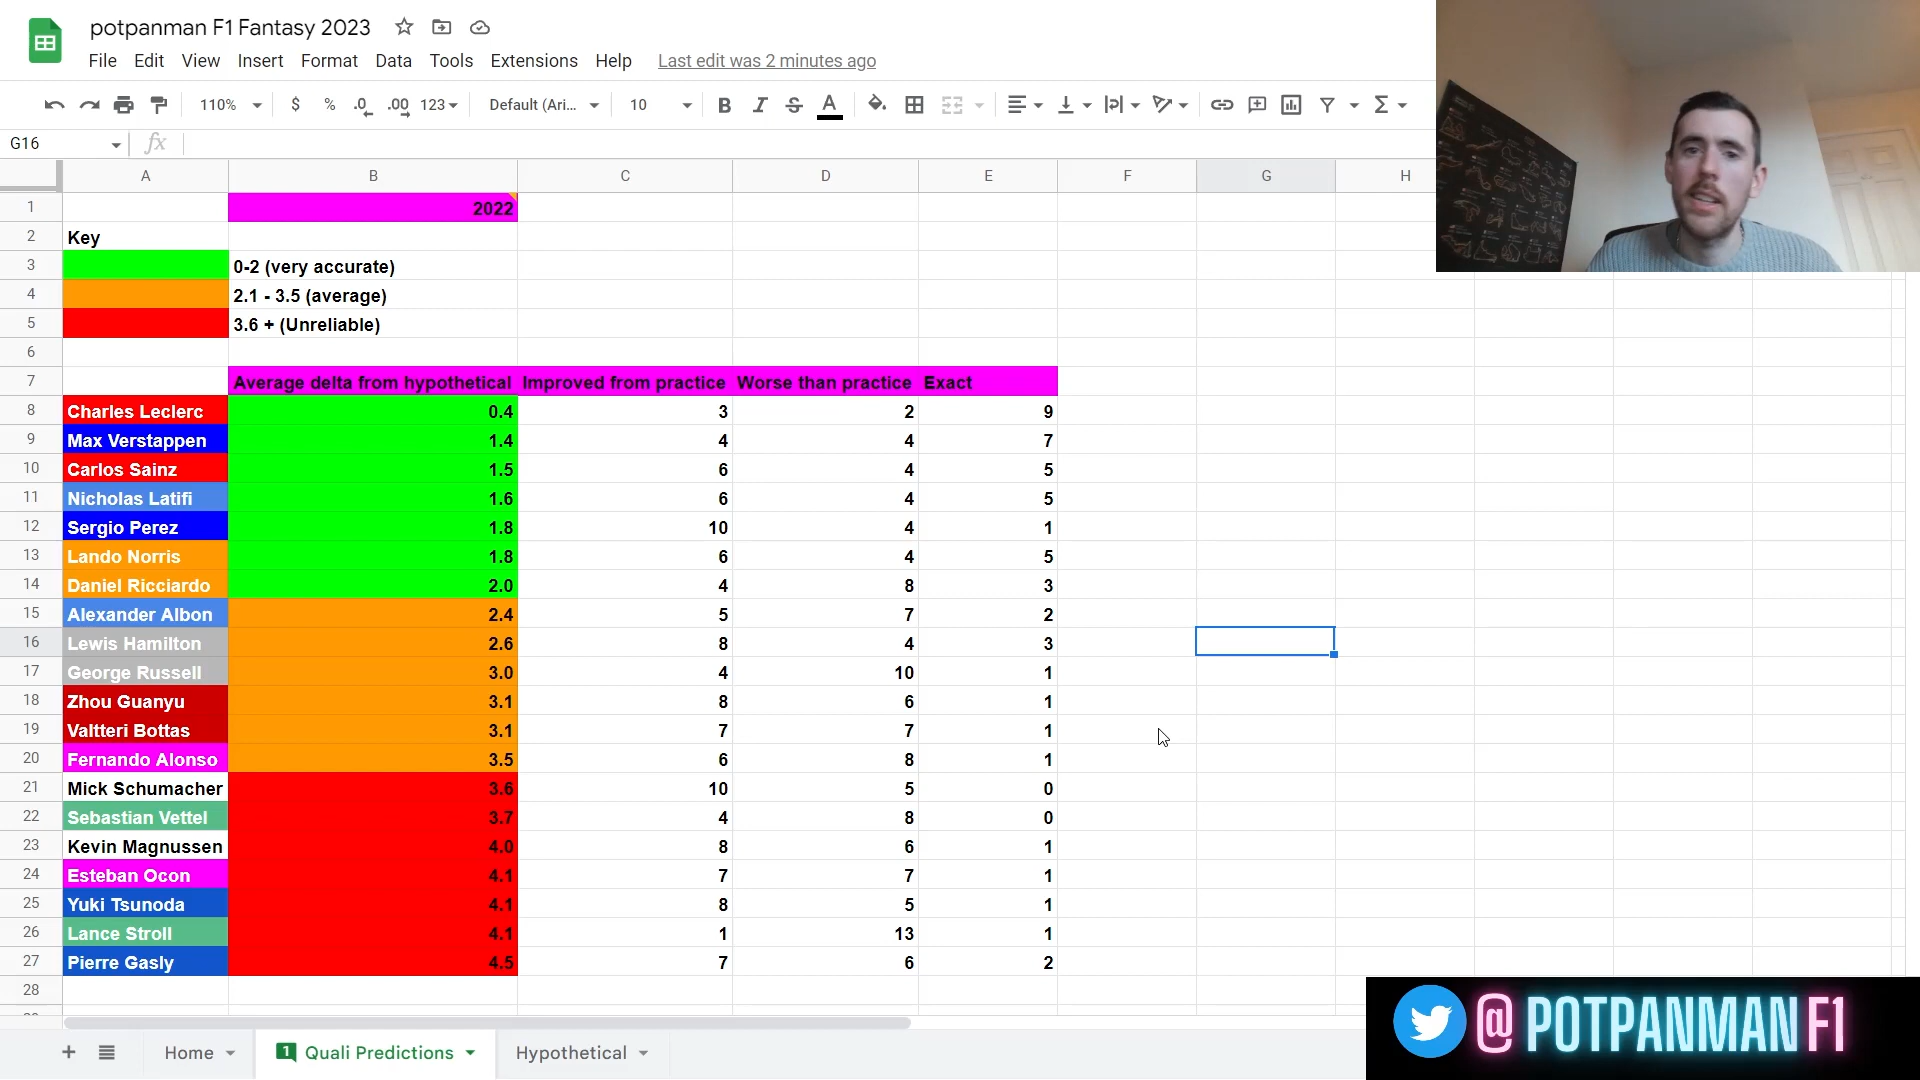 potpanman F1 Fantasy 2023
File Edit View Insert Format Data Tools Extensions Help Last edit was 2 minutes ago
110% $ % .0 .00 123 Default (Ari... 10 B I S A
G16 fx
A B C D E F G H
1 2022
2 Key
3 0-2 (very accurate)
4 2.1 - 3.5 (average)
5 3.6 + (Unreliable)
6
7 Average delta from hypothetical Improved from practice Worse than practice Exact
8 Charles Leclerc 0.4 3 2 9
9 Max Verstappen 1.4 4 4 7
10 Carlos Sainz 1.5 6 4 5
11 Nicholas Latifi 1.6 6 4 5
12 Sergio Perez 1.8 10 4 1
13 Lando Norris 1.8 6 4 5
14 Daniel Ricciardo 2.0 4 8 3
15 Alexander Albon 2.4 5 7 2
16 Lewis Hamilton 2.6 8 4 3
17 George Russell 3.0 4 10 1
18 Zhou Guanyu 3.1 8 6 1
19 Valtteri Bottas 3.1 7 7 1
20 Fernando Alonso 3.5 6 8 1
21 Mick Schumacher 3.6 10 5 0
22 Sebastian Vettel 3.7 4 8 0
23 Kevin Magnussen 4.0 8 6 1
24 Esteban Ocon 4.1 7 7 1
25 Yuki Tsunoda 4.1 8 5 1
26 Lance Stroll 4.1 1 13 1
27 Pierre Gasly 4.5 7 6 2
28
@POTPANMANF1
Home 1 Quali Predictions Hypothetical